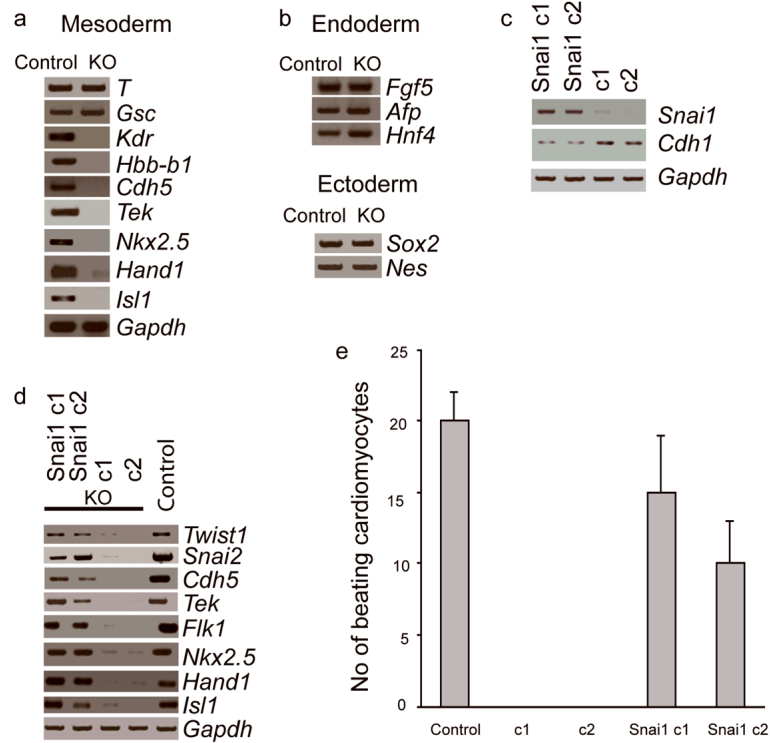 a
Mesoderm
Control KO
T
Gsc
Kdr
Hbb-b1
Cdh5
Tek
Nkx2.5
Hand1
Isl1
Gapdh
b
Endoderm
Control KO
Fgf5
Afp
Hnf4
Ectoderm
Control KO
Sox2
Nes
c
Snai1 c1
Snai1 c2
c1
c2
Snai1
Cdh1
Gapdh
d
Snai1 c1
Snai1 c2
c1
c2
Control
KO
Twist1
Snai2
Cdh5
Tek
Flk1
Nkx2.5
Hand1
Isl1
Gapdh
e
No of beating cardiomyocytes
25
20
15
10
5
0
Control c1 c2 Snai1 c1 Snai1 c2